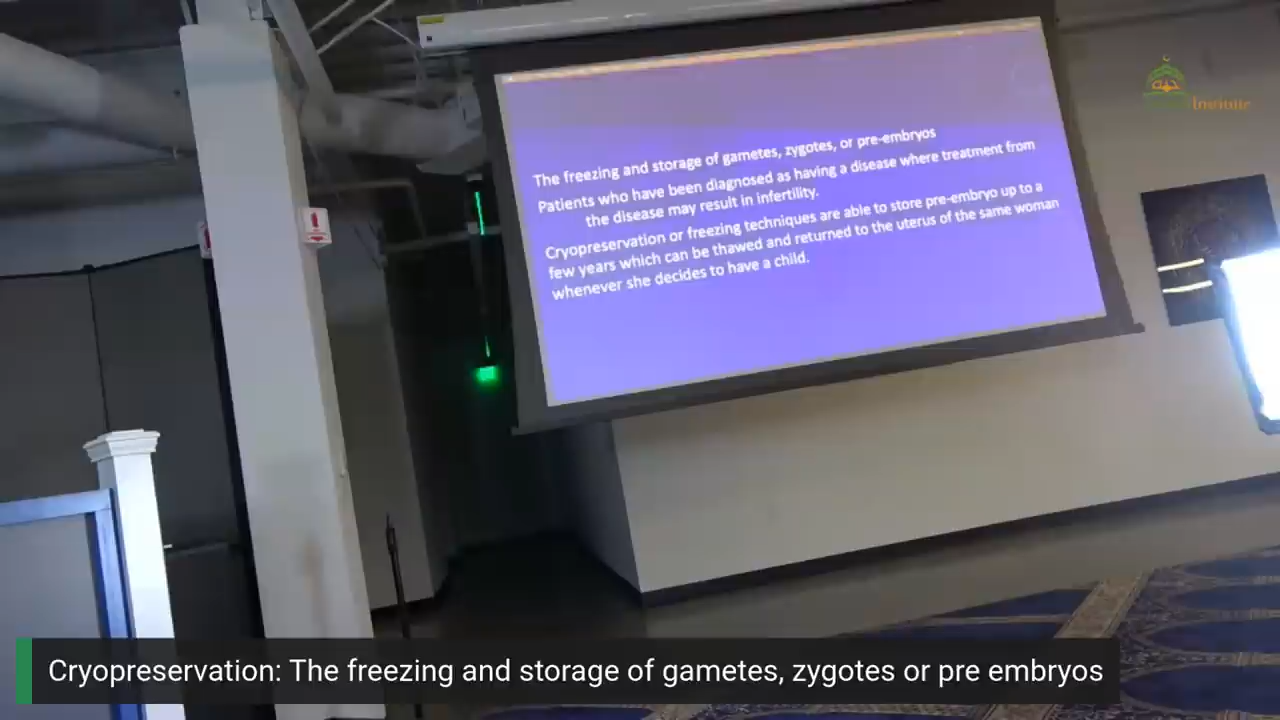 The freezing and storage of gametes, zygotes, or pre-embryos
Patients who have been diagnosed as having a disease where treatment from
the disease may result in infertility.
Cryopreservation or freezing techniques are able to store pre-embryo up to a
few years which can be thawed and returned to the uterus of the same woman
whenever she decides to have a child.
Cryopreservation: The freezing and storage of gametes, zygotes or pre embryos